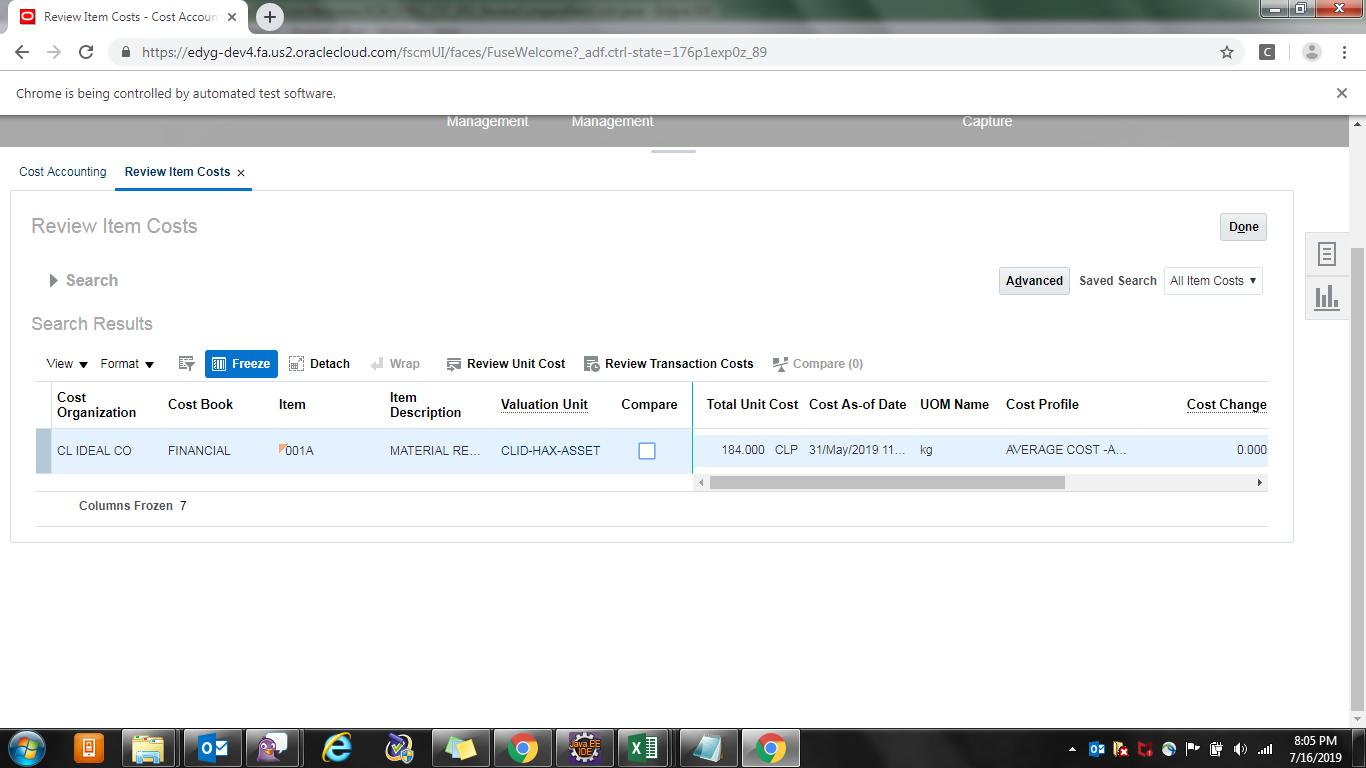 Review Item Costs - Cost Accoun
https://edyg-dev4.fa.us2.oraclecloud.com/fscmUI/faces/FuseWelcome?_adf.ctrl-state=176p1exp0z_89
C
Chrome is being controlled by automated test software.
Management Management Capture
Cost Accounting Review Item Costs
Review Item Costs
Done
Search
Advanced Saved Search All Item Costs
Search Results
View Format Freeze Detach Wrap Review Unit Cost Review Transaction Costs Compare (0)
Cost Organization Cost Book Item Item Description Valuation Unit Compare Total Unit Cost Cost As-of Date UOM Name Cost Profile Cost Change
CL IDEAL CO FINANCIAL 001A MATERIAL RE... CLID-HAX-ASSET 184.000 CLP 31/May/2019 11... kg AVERAGE COST -A... 0.000
Columns Frozen 7
Java EE
IDE
8:05 PM
7/16/2019